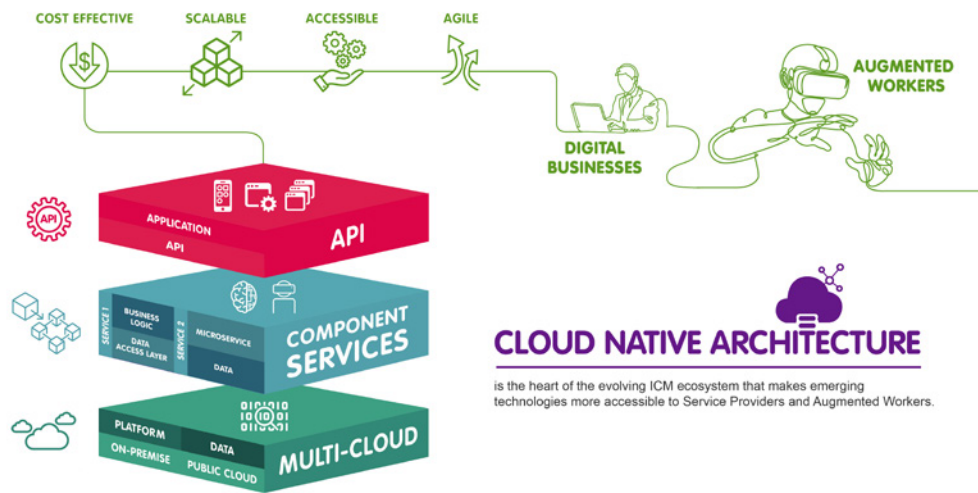 COST EFFECTIVE
SCALABLE
ACCESSIBLE
AGILE
$
DIGITAL
BUSINESSES
AUGMENTED
WORKERS
API
APPLICATION
API
API
SERVICE 1
BUSINESS
LOGIC
DATA
ACCESS LAYER
SERVICE 2
MICROSERVICE
DATA
COMPONENT
SERVICES
PLATFORM
DATA
ON-PREMISE
PUBLIC CLOUD
MULTI-CLOUD
CLOUD NATIVE ARCHITECTURE
is the heart of the evolving ICM ecosystem that makes emerging
technologies more accessible to Service Providers and Augmented Workers.